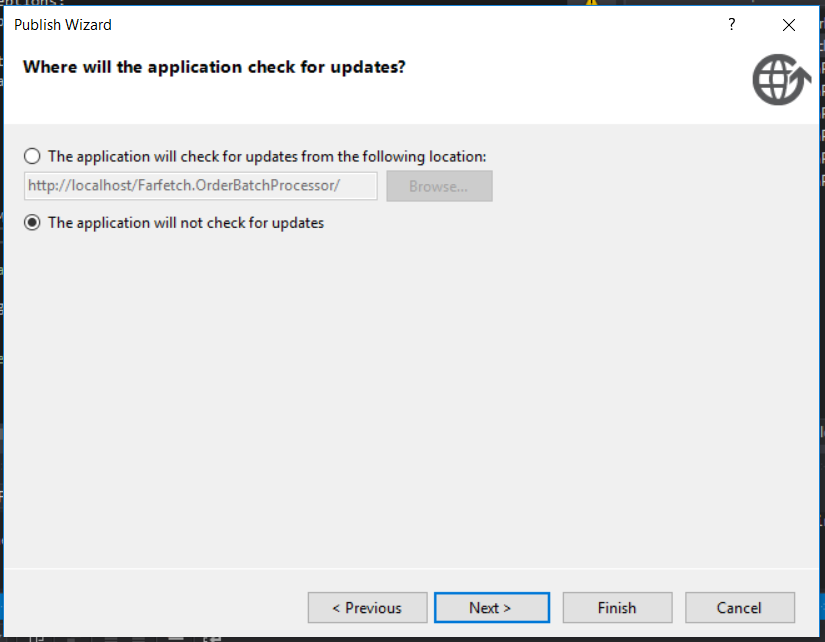 Publish Wizard
?
Where will the application check for updates?
The application will check for updates from the following location:
http://localhost/Farfetch.OrderBatchProcessor/
Browse...
The application will not check for updates
< Previous
Next >
Finish
Cancel